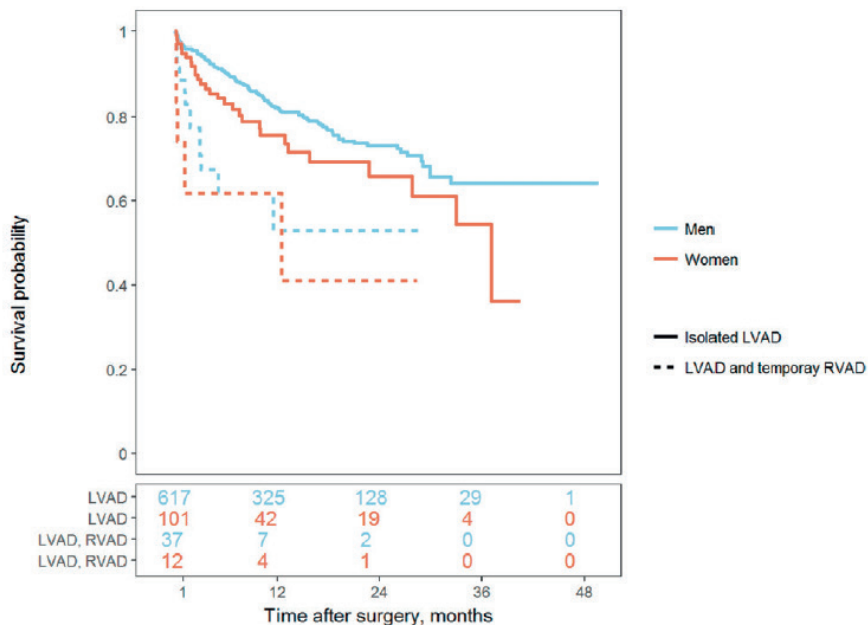 1
0.8
0.6
0.4
0.2
0
Survival probability
Men
Women
Isolated LVAD
LVAD and temporay RVAD
LVAD 617 325 128 29 1
LVAD 101 42 19 4 0
LVAD, RVAD 37 7 2 0 0
LVAD, RVAD 12 4 1 0 0
1 12 24 36 48
Time after surgery, months